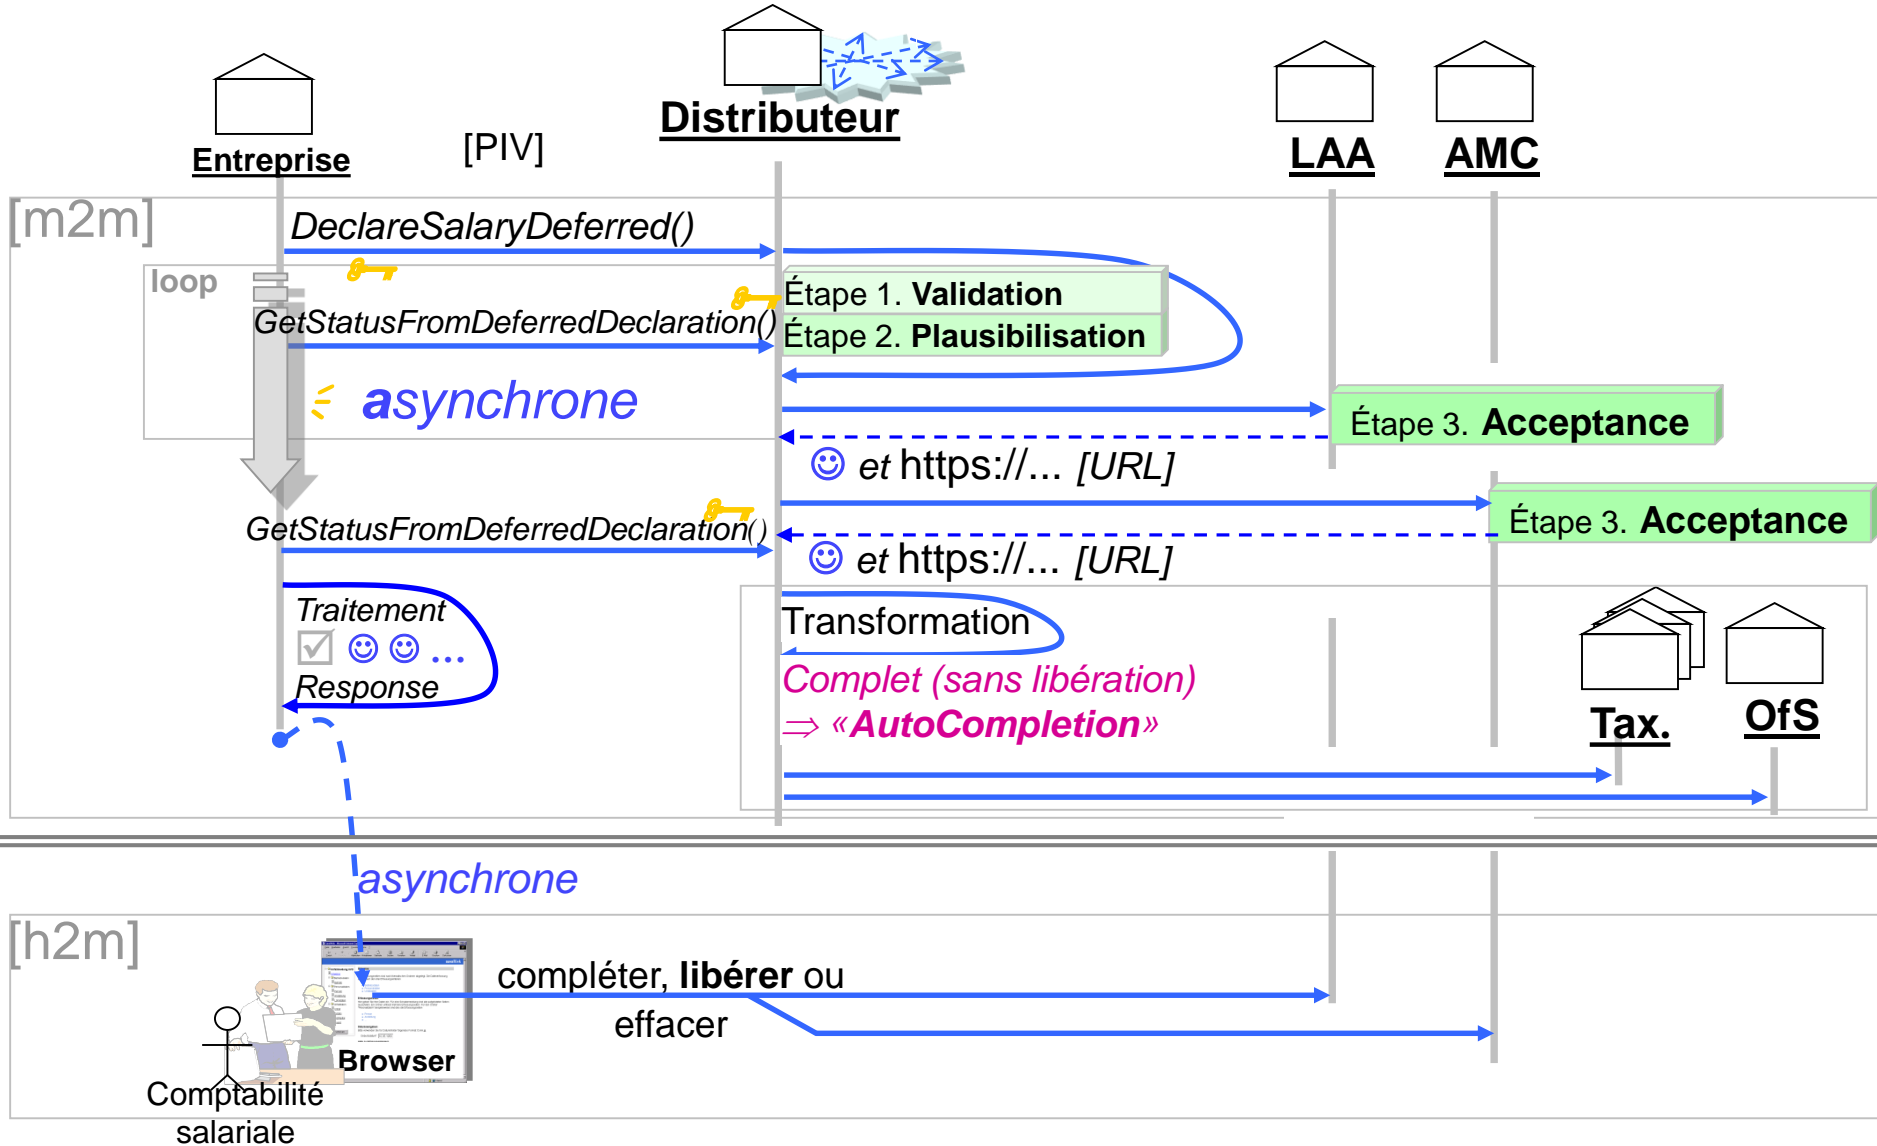 Distributeur
Entreprise
[PIV]
LAA
AMC
[m2m]
DeclareSalaryDeferred()
loop
Étape 1. Validation
GetStatusFromDeferredDeclaration()
Étape 2. Plausibilisation
asynchrone
Étape 3. Acceptance
et https://... [URL]
GetStatusFromDeferredDeclaration()
Étape 3. Acceptance
et https://... [URL]
Traitement
...
Response
Transformation
Complet (sans libération)
⇒ «AutoCompletion»
Tax.
OfS
asynchrone
[h2m]
compléter, libérer ou
effacer
Browser
Comptabilité
salariale